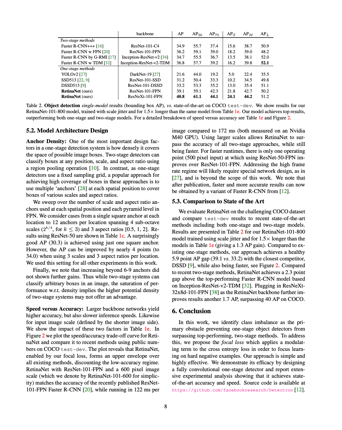 backbone AP AP50 AP75 APS APM APL
Two-stage methods
Faster R-CNN+++ [16] ResNet-101-C4 34.9 55.7 37.4 15.6 38.7 50.9
Faster R-CNN w FPN [20] ResNet-101-FPN 36.2 59.1 39.0 18.2 39.0 48.2
Faster R-CNN by G-RMI [17] Inception-ResNet-v2 [34] 34.7 55.5 36.7 13.5 38.1 52.0
Faster R-CNN w TDM [32] Inception-ResNet-v2-TDM 36.8 57.7 39.2 16.2 39.8 52.1
One-stage methods
YOLOv2 [27] DarkNet-19 [27] 21.6 44.0 19.2 5.0 22.4 35.5
SSD513 [22, 9] ResNet-101-SSD 31.2 50.4 33.3 10.2 34.5 49.8
DSSD513 [9] ResNet-101-DSSD 33.2 53.3 35.2 13.0 35.4 51.1
RetinaNet (ours) ResNet-101-FPN 39.1 59.1 42.3 21.8 42.7 50.2
RetinaNet (ours) ResNeXt-101-FPN 40.8 61.1 44.1 24.1 44.2 51.2
Table 2. Object detection single-model results (bounding box AP), vs. state-of-the-art on COCO test-dev. We show results for our
RetinaNet-101-800 model, trained with scale jitter and for 1.5× longer than the same model from Table 1e. Our model achieves top results,
outperforming both one-stage and two-stage models. For a detailed breakdown of speed versus accuracy see Table 1e and Figure 2.
5.2. Model Architecture Design
Anchor Density: One of the most important design factors in a one-stage detection system is how densely it covers
the space of possible image boxes. Two-stage detectors can
classify boxes at any position, scale, and aspect ratio using
a region pooling operation [10]. In contrast, as one-stage
detectors use a fixed sampling grid, a popular approach for
achieving high coverage of boxes in these approaches is to
use multiple 'anchors' [28] at each spatial position to cover
boxes of various scales and aspect ratios.
We sweep over the number of scale and aspect ratio anchors used at each spatial position and each pyramid level in
FPN. We consider cases from a single square anchor at each
location to 12 anchors per location spanning 4 sub-octave
scales (2^{k/4}, for k ≤ 3) and 3 aspect ratios [0.5, 1, 2]. Results using ResNet-50 are shown in Table 1c. A surprisingly
good AP (30.3) is achieved using just one square anchor.
However, the AP can be improved by nearly 4 points (to
34.0) when using 3 scales and 3 aspect ratios per location.
We used this setting for all other experiments in this work.
Finally, we note that increasing beyond 6-9 anchors did
not shown further gains. Thus while two-stage systems can
classify arbitrary boxes in an image, the saturation of performance w.r.t. density implies the higher potential density
of two-stage systems may not offer an advantage.
Speed versus Accuracy: Larger backbone networks yield
higher accuracy, but also slower inference speeds. Likewise
for input image scale (defined by the shorter image side).
We show the impact of these two factors in Table 1e. In
Figure 2 we plot the speed/accuracy trade-off curve for RetinaNet and compare it to recent methods using public numbers on COCO test-dev. The plot reveals that RetinaNet,
enabled by our focal loss, forms an upper envelope over
all existing methods, discounting the low-accuracy regime.
RetinaNet with ResNet-101-FPN and a 600 pixel image
scale (which we denote by RetinaNet-101-600 for simplicity) matches the accuracy of the recently published ResNet-101-FPN Faster R-CNN [20], while running in 122 ms per
image compared to 172 ms (both measured on an Nvidia
M40 GPU). Using larger scales allows RetinaNet to surpass the accuracy of all two-stage approaches, while still
being faster. For faster runtimes, there is only one operating
point (500 pixel input) at which using ResNet-50-FPN improves over ResNet-101-FPN. Addressing the high frame
rate regime will likely require special network design, as in
[27], and is beyond the scope of this work. We note that
after publication, faster and more accurate results can now
be obtained by a variant of Faster R-CNN from [12].
5.3. Comparison to State of the Art
We evaluate RetinaNet on the challenging COCO dataset
and compare test-dev results to recent state-of-the-art
methods including both one-stage and two-stage models.
Results are presented in Table 2 for our RetinaNet-101-800
model trained using scale jitter and for 1.5× longer than the
models in Table 1e (giving a 1.3 AP gain). Compared to existing one-stage methods, our approach achieves a healthy
5.9 point AP gap (39.1 vs. 33.2) with the closest competitor,
DSSD [9], while also being faster, see Figure 2. Compared
to recent two-stage methods, RetinaNet achieves a 2.3 point
gap above the top-performing Faster R-CNN model based
on Inception-ResNet-v2-TDM [32]. Plugging in ResNeXt-32x8d-101-FPN [38] as the RetinaNet backbone further improves results another 1.7 AP, surpassing 40 AP on COCO.
6. Conclusion
In this work, we identify class imbalance as the primary obstacle preventing one-stage object detectors from
surpassing top-performing, two-stage methods. To address
this, we propose the focal loss which applies a modulating term to the cross entropy loss in order to focus learning on hard negative examples. Our approach is simple and
highly effective. We demonstrate its efficacy by designing
a fully convolutional one-stage detector and report extensive experimental analysis showing that it achieves state-of-the-art accuracy and speed. Source code is available at
https://github.com/facebookresearch/Detectron [12].
8